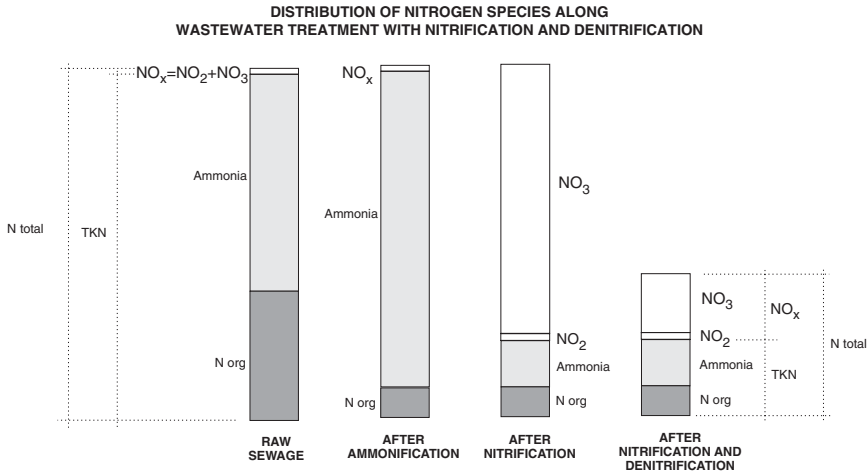 DISTRIBUTION OF NITROGEN SPECIES ALONG
WASTEWATER TREATMENT WITH NITRIFICATION AND DENITRIFICATION
N total
TKN
NOx=NO2+NO3
Ammonia
N org
RAW
SEWAGE
NOx
Ammonia
N org
AFTER
AMMONIFICATION
NO3
NO2
Ammonia
N org
AFTER
NITRIFICATION
NO3
NO2
Ammonia
N org
NOx
TKN
N total
AFTER
NITRIFICATION AND
DENITRIFICATION